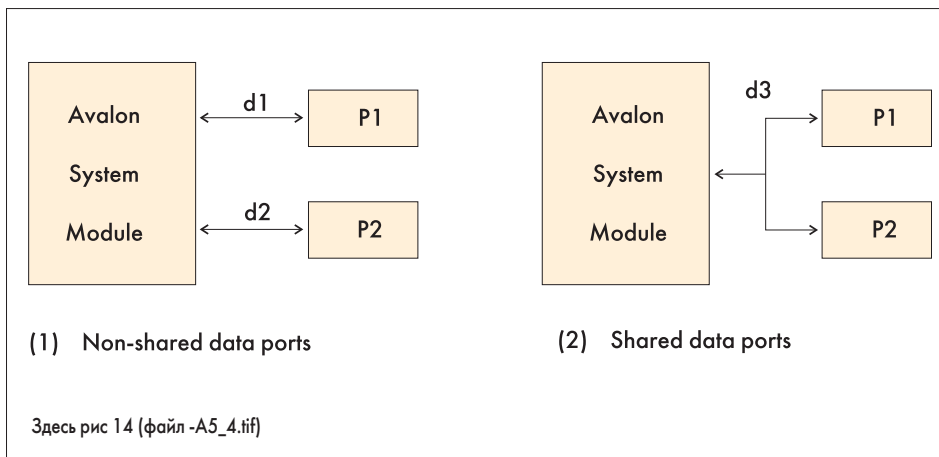 Avalon
System
Module
d1
P1
d2
P2
(1) Non-shared data ports
Avalon
System
Module
d3
P1
P2
(2) Shared data ports
Здесь рис 14 (файл -A5_4.tif)